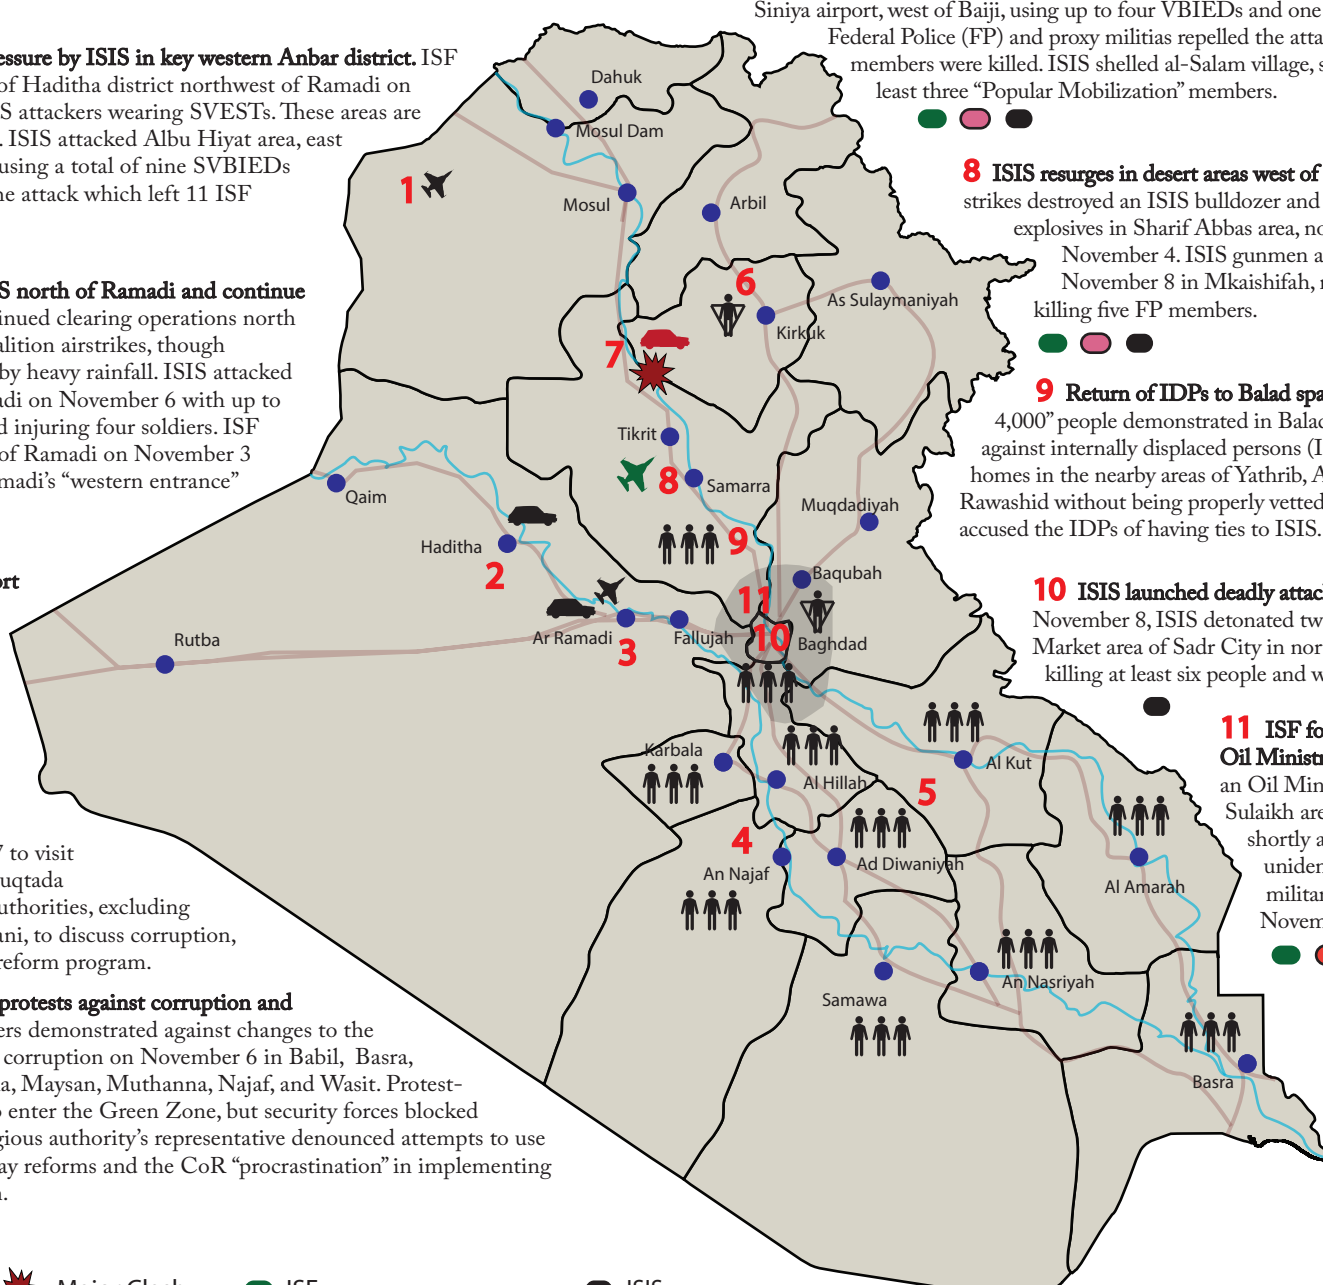 Siniya airport, west of Baiji, using up to four VBIEDs and one
Federal Police (FP) and proxy militias repelled the atta
members were killed. ISIS shelled al-Salam village, s
least three “Popular Mobilization” members.
essure by ISIS in key western Anbar district. ISF
of Haditha district northwest of Ramadi on
S attackers wearing SVESTs. These areas are
. ISIS attacked Albu Hiyat area, east
using a total of nine SVBIEDs
ne attack which left 11 ISF
S north of Ramadi and continue
tinued clearing operations north
alition airstrikes, though
by heavy rainfall. ISIS attacked
adi on November 6 with up to
d injuring four soldiers. ISF
of Ramadi on November 3
madi’s “western entrance”
ort
7 to visit
uqtada
uthorities, excluding
ani, to discuss corruption,
reform program.
protests against corruption and
ers demonstrated against changes to the
corruption on November 6 in Babil, Basra,
a, Maysan, Muthanna, Najaf, and Wasit. Protest-
o enter the Green Zone, but security forces blocked
gious authority’s representative denounced attempts to use
ay reforms and the CoR “procrastination” in implementing
n.
8 ISIS resurges in desert areas west of
strikes destroyed an ISIS bulldozer and
explosives in Sharif Abbas area, no
November 4. ISIS gunmen a
November 8 in Mkaishifah, n
killing five FP members.
9 Return of IDPs to Balad spa
4,000” people demonstrated in Balad
against internally displaced persons (I
homes in the nearby areas of Yathrib, A
Rawashid without being properly vetted
accused the IDPs of having ties to ISIS.
10 ISIS launched deadly attack
November 8, ISIS detonated tw
Market area of Sadr City in nor
killing at least six people and w
11 ISF fo
Oil Ministr
an Oil Min
Sulaikh are
shortly a
uniden
militar
Novem
Dahuk
Mosul Dam
1
Mosul
Arbil
6
As Sulaymaniyah
Kirkuk
7
Tikrit
8
Samarra
Qaim
Muqdadiyah
Haditha
9
2
Baqubah
11
Rutba
Ar Ramadi
Fallujah
10
Baghdad
3
Karbala
Al Hillah
Al Kut
5
4
An Najaf
Ad Diwaniyah
Al Amarah
An Nasriyah
Samawa
Basra
Major Clash
ISF
ISIS